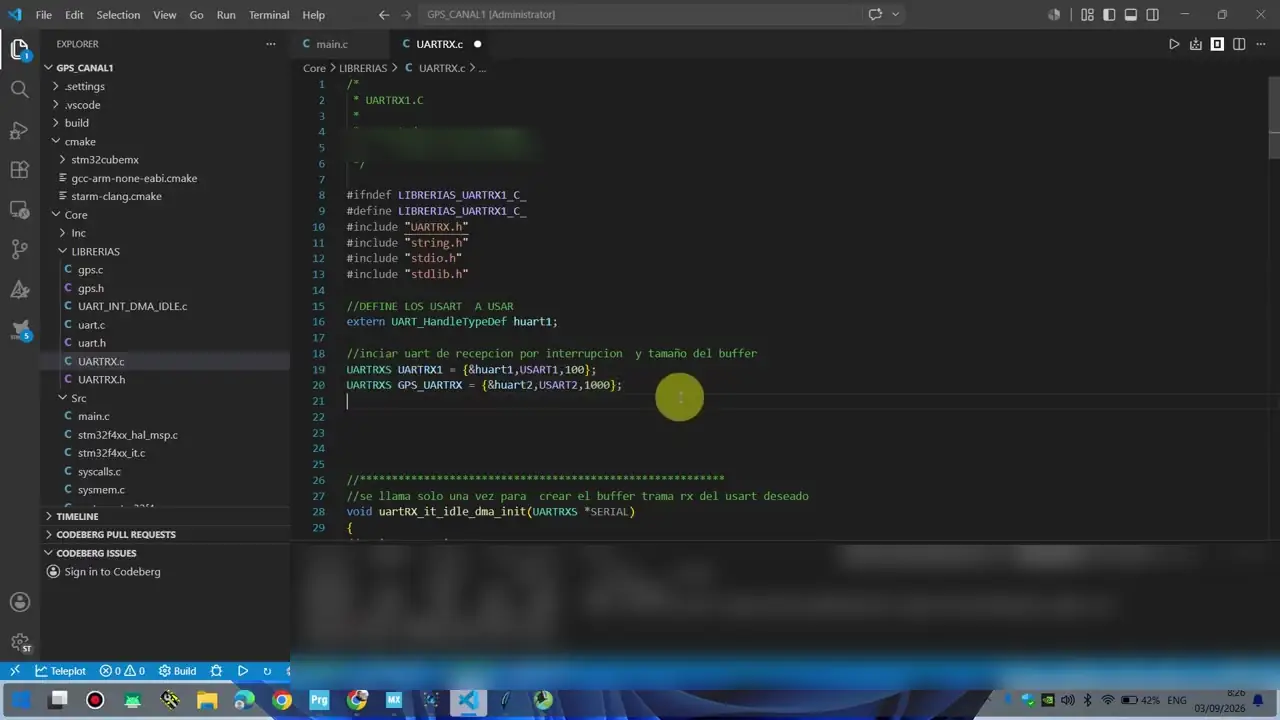 File Edit Selection View Go Run Terminal Help
GPS_CANAL1 [Administrator]
EXPLORER
GPS_CANAL1
.settings
.vscode
build
cmake
stm32cubemx
gcc-arm-none-eabi.cmake
starm-clang.cmake
Core
Inc
LIBRERIAS
gps.c
gps.h
UART_INT_DMA_IDLE.c
uart.c
uart.h
UARTRX.c
UARTRX.h
Src
main.c
stm32f4xx_hal_msp.c
stm32f4xx_it.c
syscalls.c
sysmem.c
TIMELINE
CODEBERG PULL REQUESTS
CODEBERG ISSUES
Sign in to Codeberg
main.c UARTRX.c
Core > LIBRERIAS > C UARTRX.c > ...
1 /*
2 * UARTRX1.C
3 *
4
5
6 */
7
8 #ifndef LIBRERIAS_UARTRX1_C_
9 #define LIBRERIAS_UARTRX1_C_
10 #include "UARTRX.h"
11 #include "string.h"
12 #include "stdio.h"
13 #include "stdlib.h"
14
15 //DEFINE LOS USART  A USAR
16 extern UART_HandleTypeDef huart1;
17
18 //inciar uart de recepcion por interrupcion  y tamaño del buffer
19 UARTRXS UARTRX1 = {&huart1,USART1,100};
20 UARTRXS GPS_UARTRX = {&huart2,USART2,1000};
21
22
23
24
25
26 //*********************************************************
27 //se llama solo una vez para  crear el buffer trama rx del usart deseado
28 void uartRX_it_idle_dma_init(UARTRXS *SERIAL)
29 {
Teleplot 0 0 Build
Prg MX 42% ENG 8:26
03/09/2026